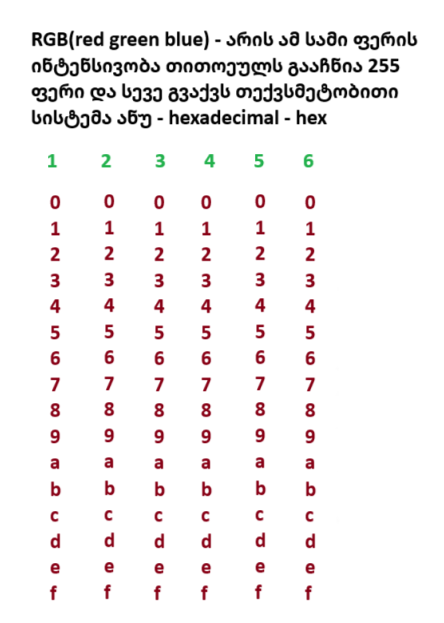 RGB(red green blue) - არის ამ სამი ფერის
ინტენსივობა თითოეულს გააჩნია 255
ფერი და სევე გვაქვს თექვსმეტობითი
სისტემა ანუ - hexadecimal - hex
1 2 3 4 5 6
0 0 0 0 0 0
1 1 1 1 1 1
2 2 2 2 2 2
3 3 3 3 3 3
4 4 4 4 4 4
5 5 5 5 5 5
6 6 6 6 6 6
7 7 7 7 7 7
8 8 8 8 8 8
9 9 9 9 9 9
a a a a a a
b b b b b b
c c c c c c
d d d d d d
e e e e e e
f f f f f f